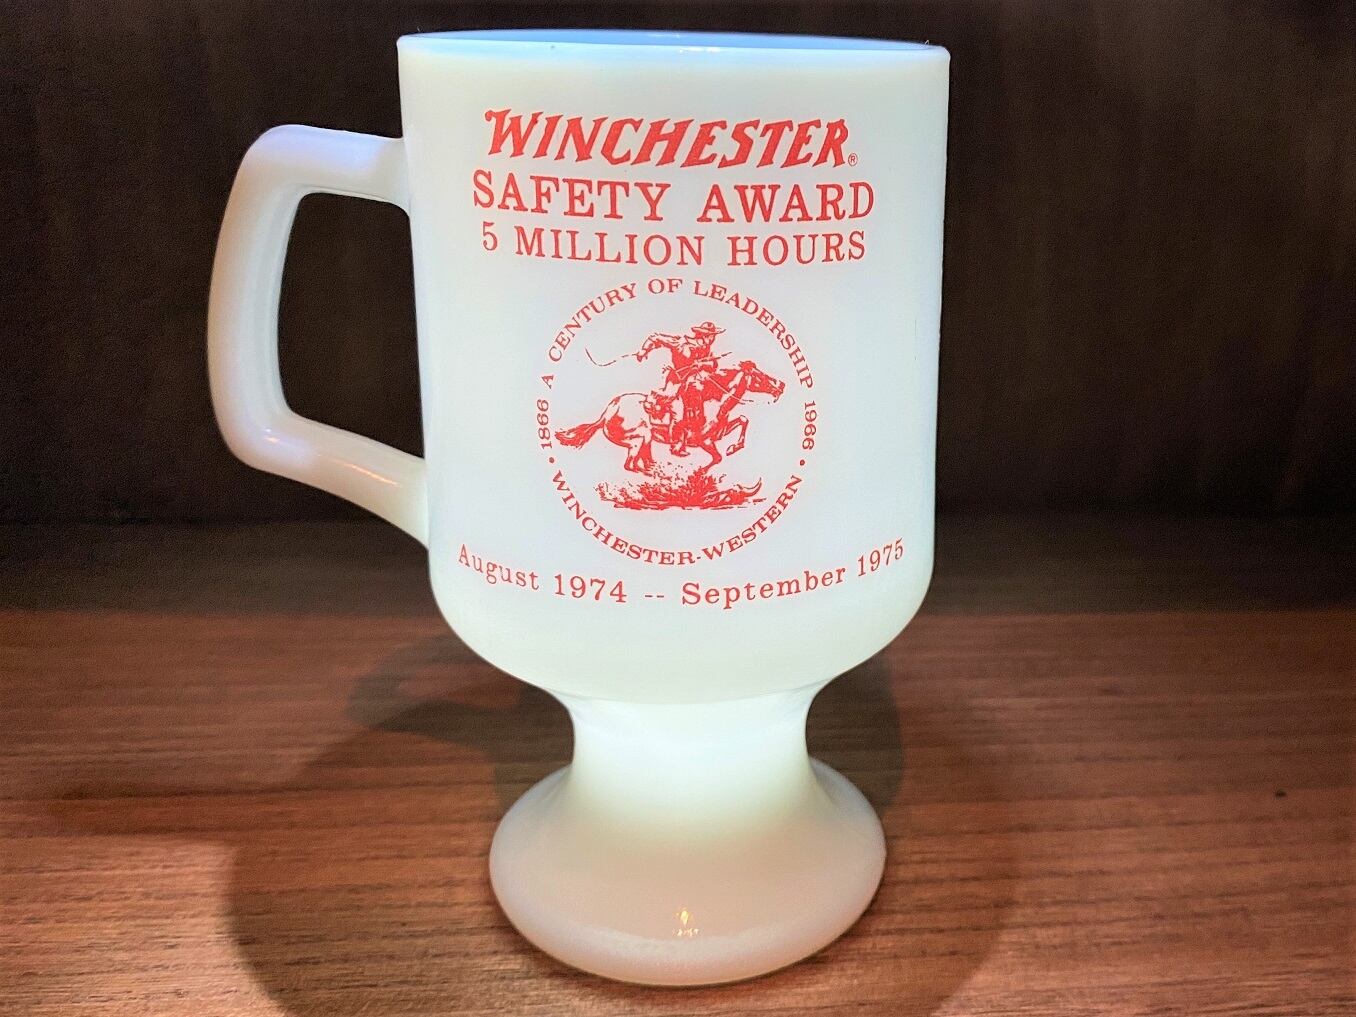 WINCHESTER®
SAFETY AWARD
5 MILLION HOURS
• 1866 A CENTURY OF LEADERSHIP 1966 •
WINCHESTER-WESTERN
August 1974 -- September 1975